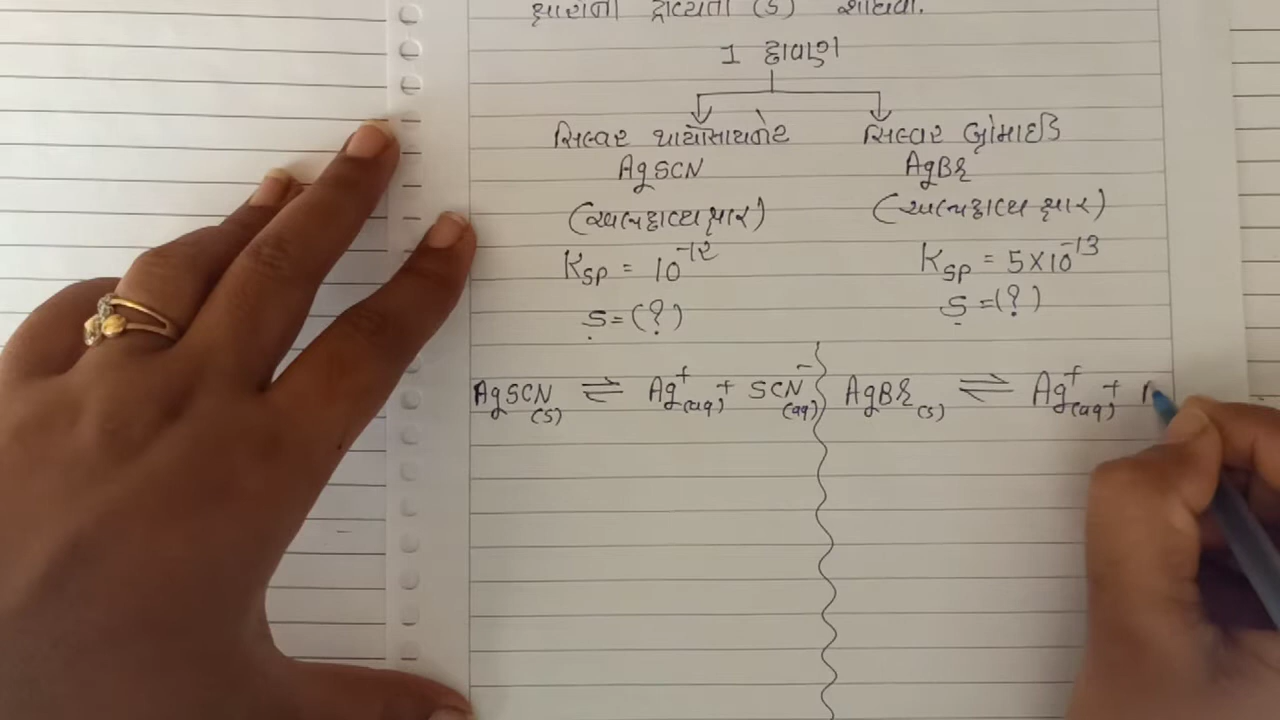 ક્ષારોની દ્રાવ્યતા (S) શોધવા.
1 દ્રાવણ
સિલ્વર થાયોસાયનેટ સિલ્વર બ્રોમાઇડ
AgSCN AgBr
(અલ્પદ્રાવ્ય ક્ષાર) (અલ્પદ્રાવ્ય ક્ષાર)
Ksp = 10⁻¹² Ksp = 5×10⁻¹³
S = (?) S = (?)
AgSCN(s) ⇌ Ag⁺(aq) + SCN⁻(aq) AgBr(s) ⇌ Ag⁺(aq) +